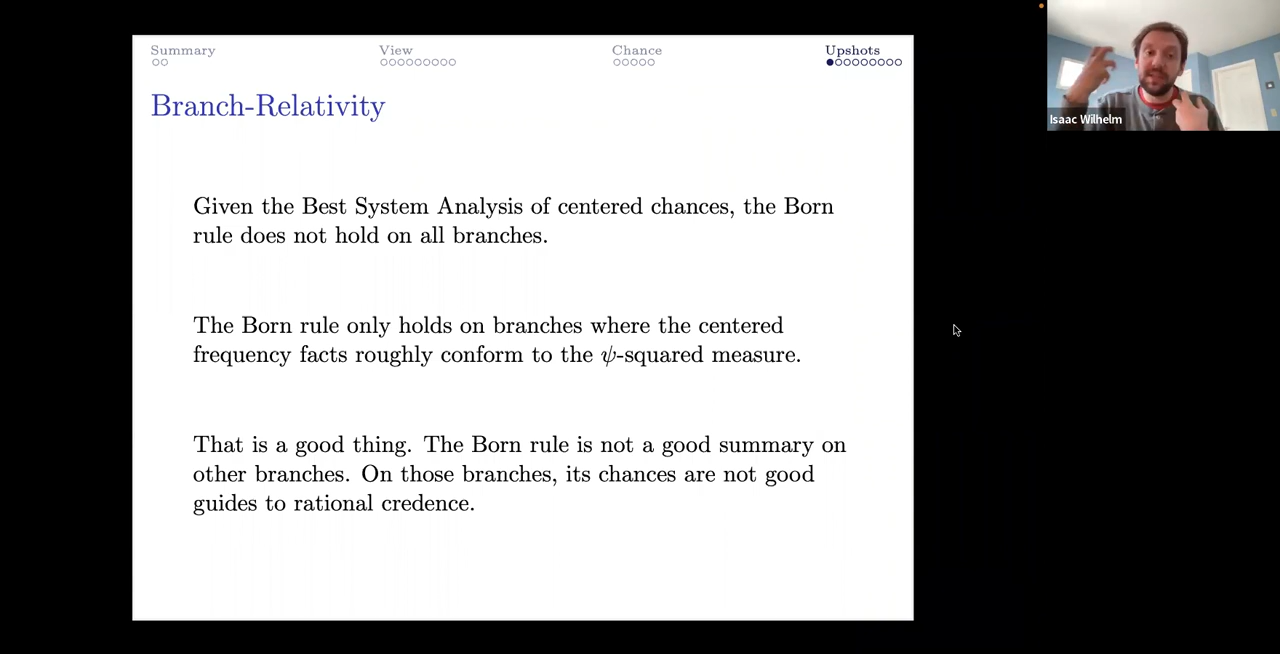 Summary View Chance Upshots
Branch-Relativity
Given the Best System Analysis of centered chances, the Born
rule does not hold on all branches.
The Born rule only holds on branches where the centered
frequency facts roughly conform to the ψ-squared measure.
That is a good thing. The Born rule is not a good summary on
other branches. On those branches, its chances are not good
guides to rational credence.
Isaac Wilhelm